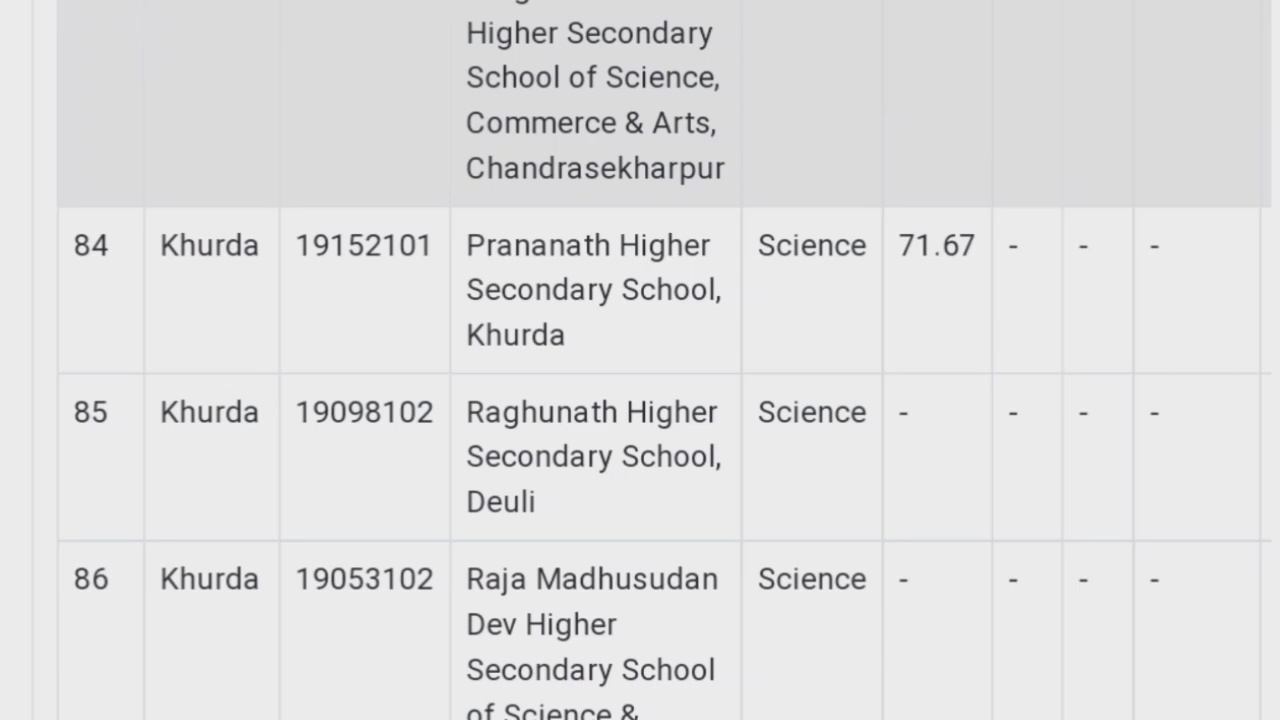 Higher Secondary
School of Science,
Commerce & Arts,
Chandrasekharpur
84 Khurda 19152101 Prananath Higher Science 71.67 - - -
Secondary School,
Khurda
85 Khurda 19098102 Raghunath Higher Science - - - -
Secondary School,
Deuli
86 Khurda 19053102 Raja Madhusudan Science - - - -
Dev Higher
Secondary School
of Science &